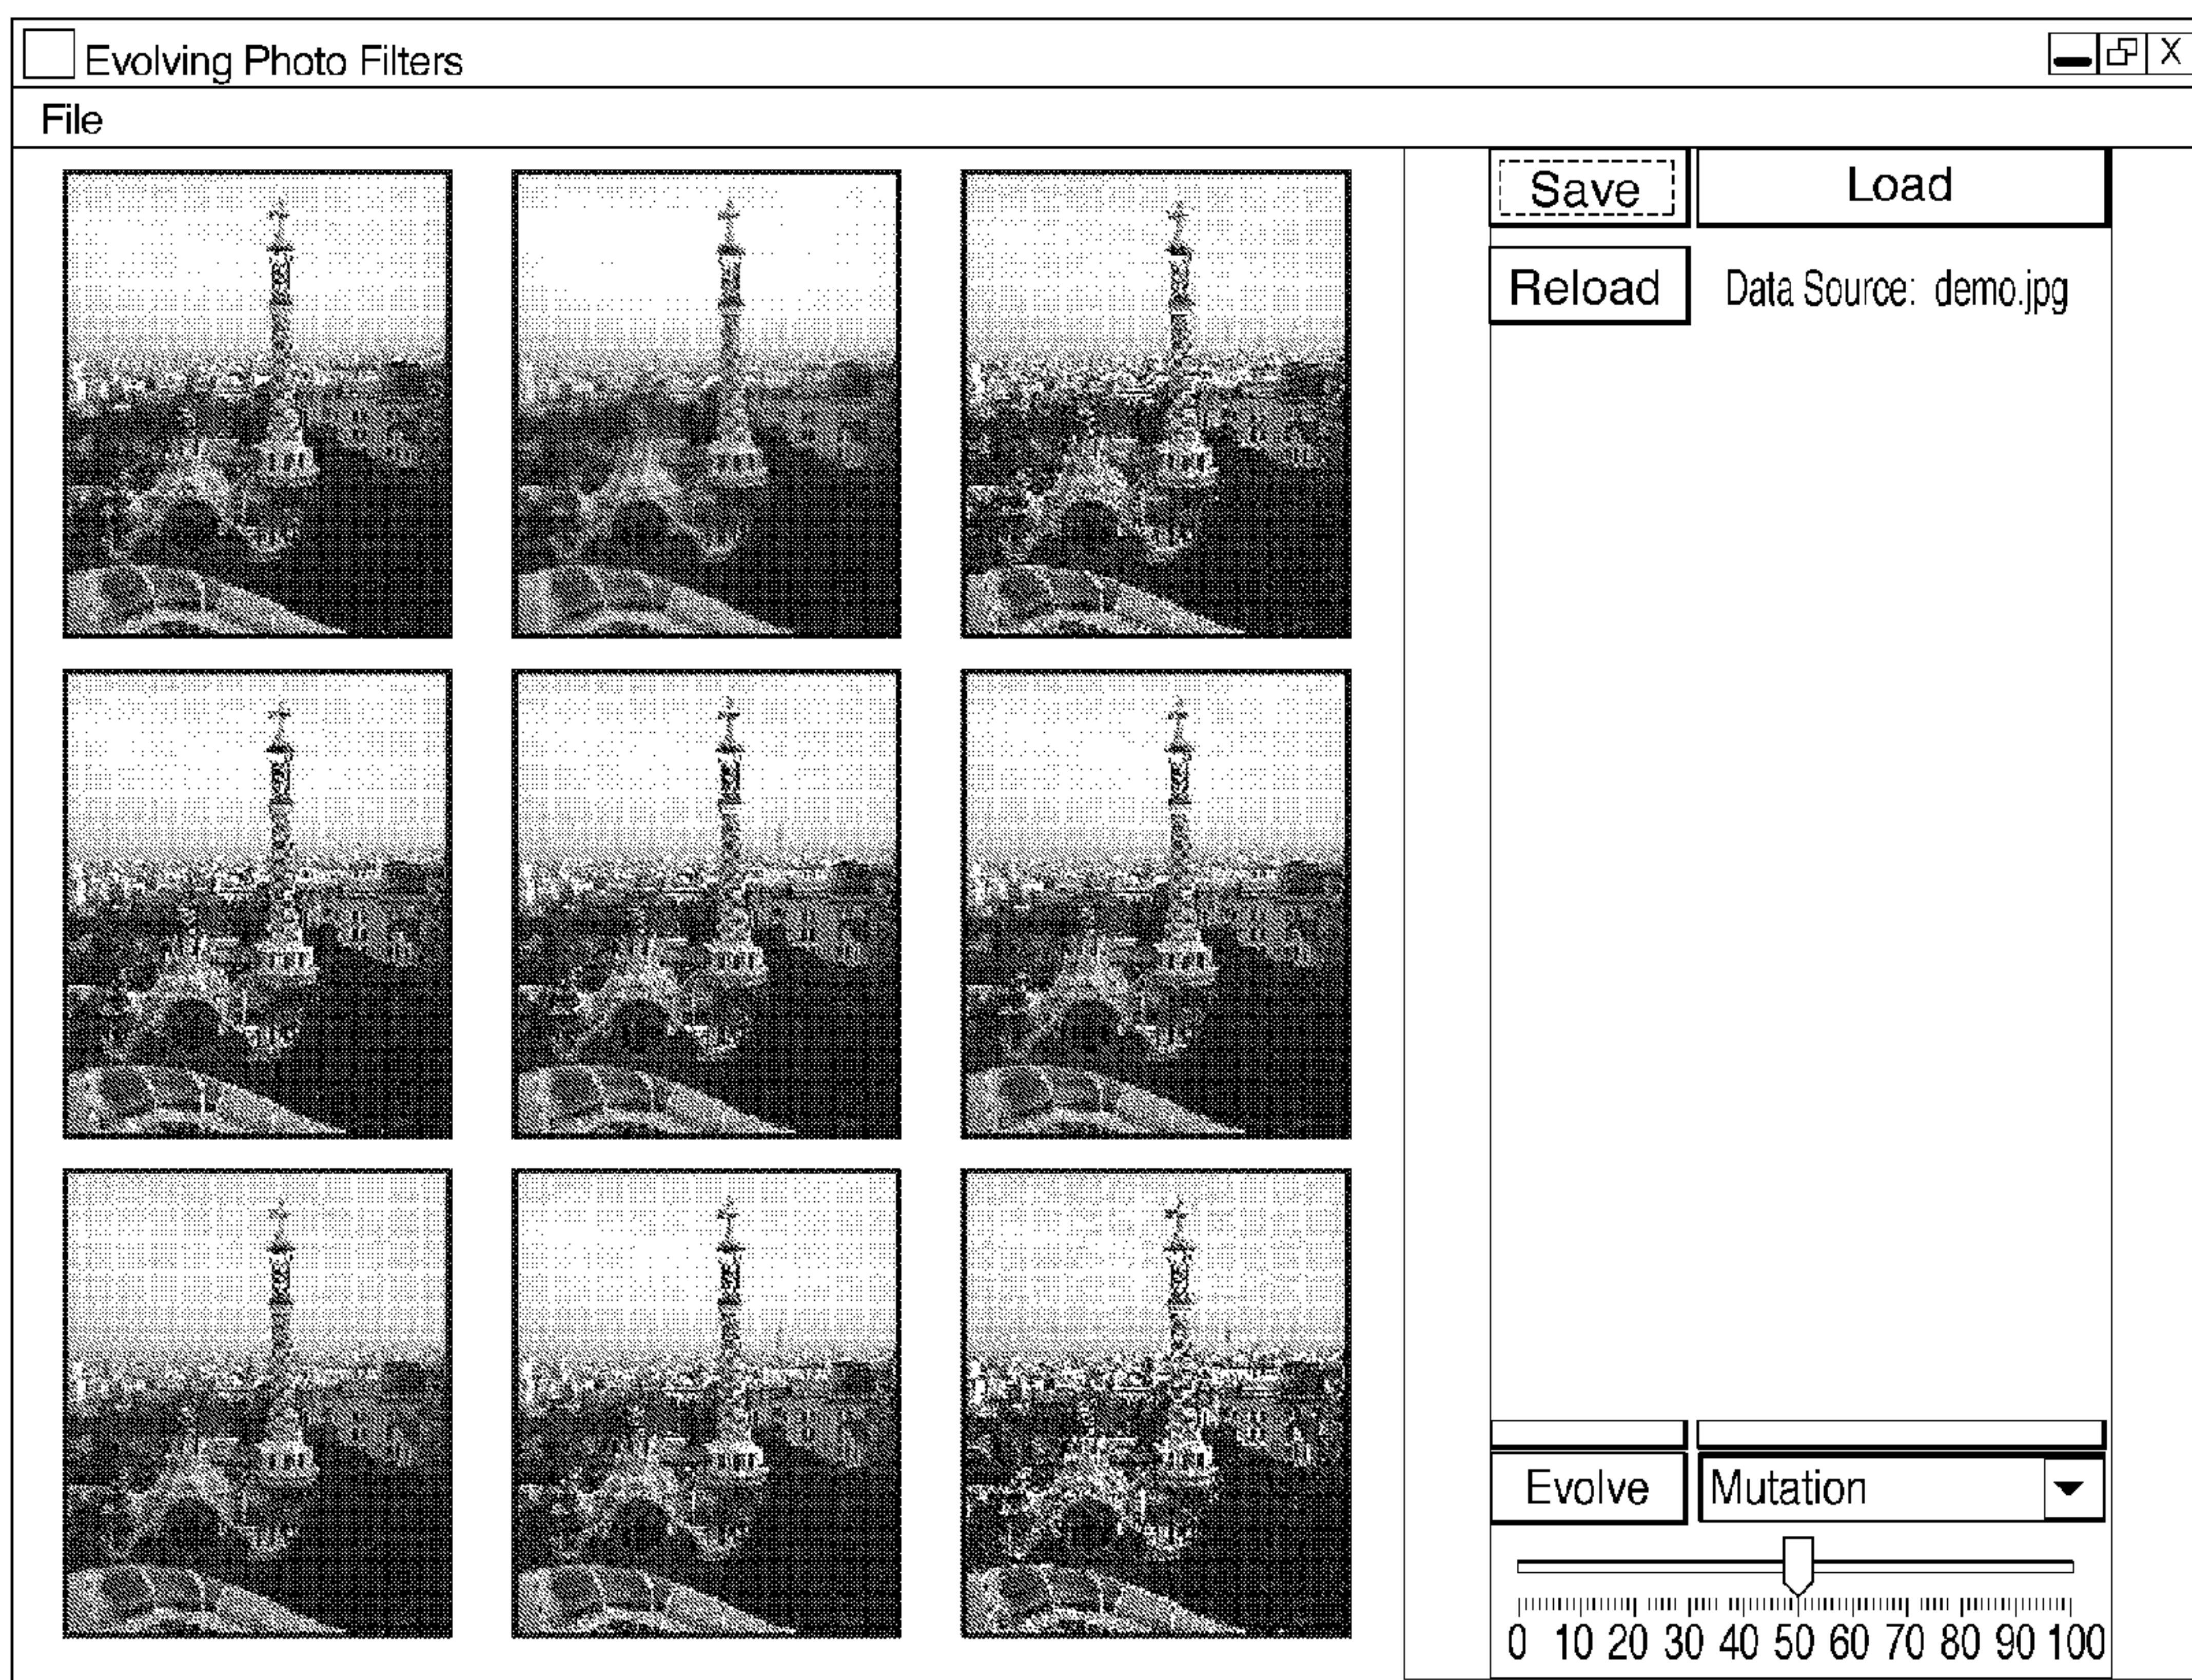 Evolving Photo Filters
X
File
Save
Load
Reload
Data Source: demo.jpg
Evolve
Mutation
0 10 20 30 40 50 60 70 80 90 100